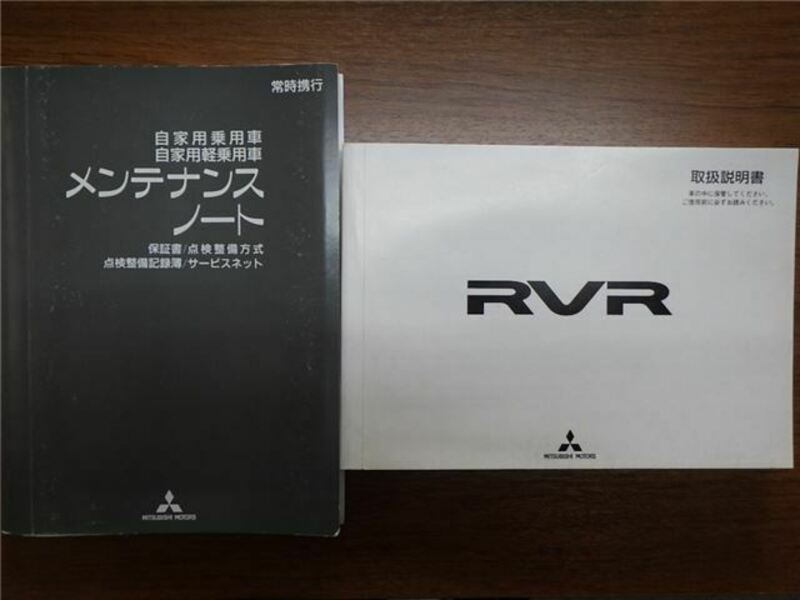 常時携行
自家用乗用車
自家用軽乗用車
メンテナンス
ノート
保証書/点検整備方式
点検整備記録簿/サービスネット
MITSUBISHI MOTORS
取扱説明書
車の中に保管してください。
ご使用前に必ずお読みください。
RVR
MITSUBISHI MOTORS